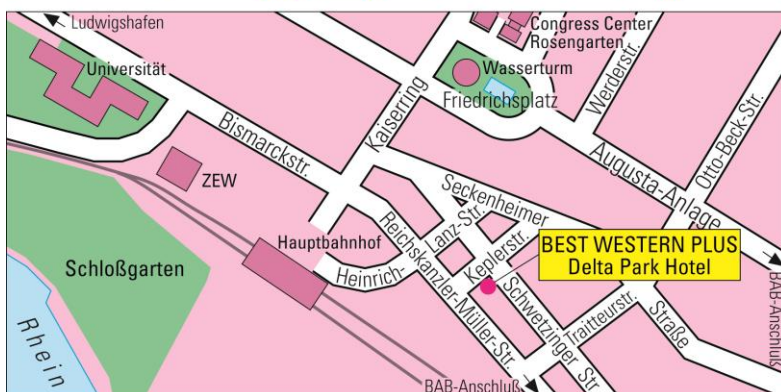 Ludwigshafen
Congress Center
Rosengarten
Universität
Wasserturm
Friedrichsplatz
Werderstr.
Otto-Beck-Str.
Kaiserring
Bismarckstr.
Augusta-Anlage
ZEW
Seckenheimer
Straße
Lanz-Str.
Heinrich-
Hauptbahnhof
Keplerstr.
BEST WESTERN PLUS
Delta Park Hotel
Schloßgarten
Reichskanzler-Müller-Str.
Schwetzinger Str.
Traitteurstr.
BAB-Anschluß
Rhein
BAB-Anschluß